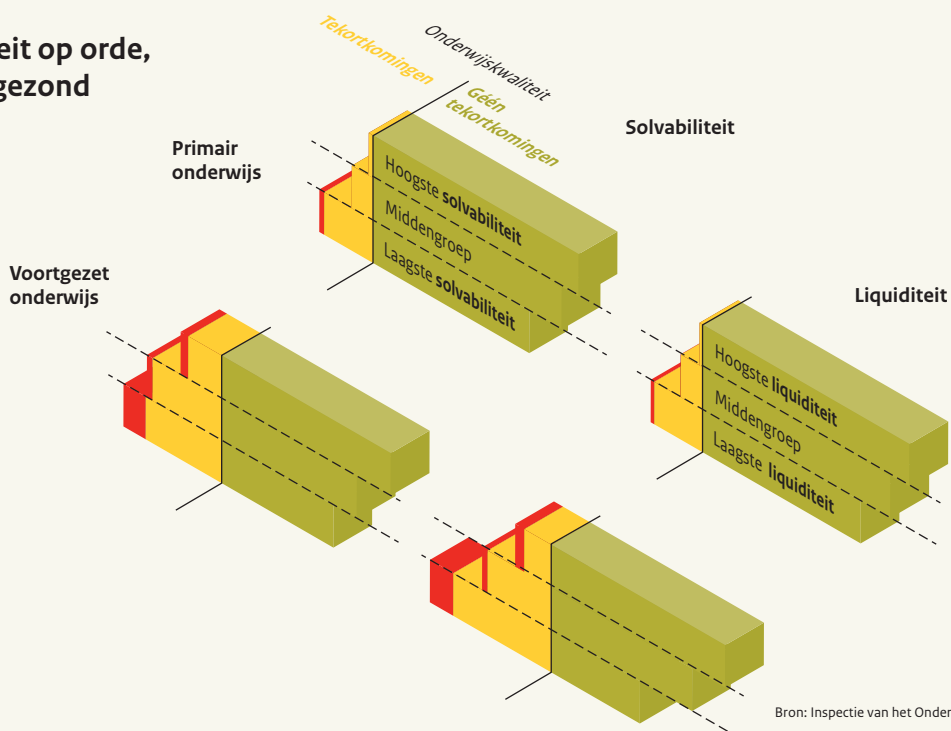 eit op orde,
gezond
Tekortkomingen
Onderwijskwaliteit
Géén
tekortkomingen
Solvabiliteit
Primair
onderwijs
Hoogste solvabiliteit
Middengroep
Laagste solvabiliteit
Voortgezet
onderwijs
Liquiditeit
Hoogste liquiditeit
Middengroep
Laagste liquiditeit
Bron: Inspectie van het Onder